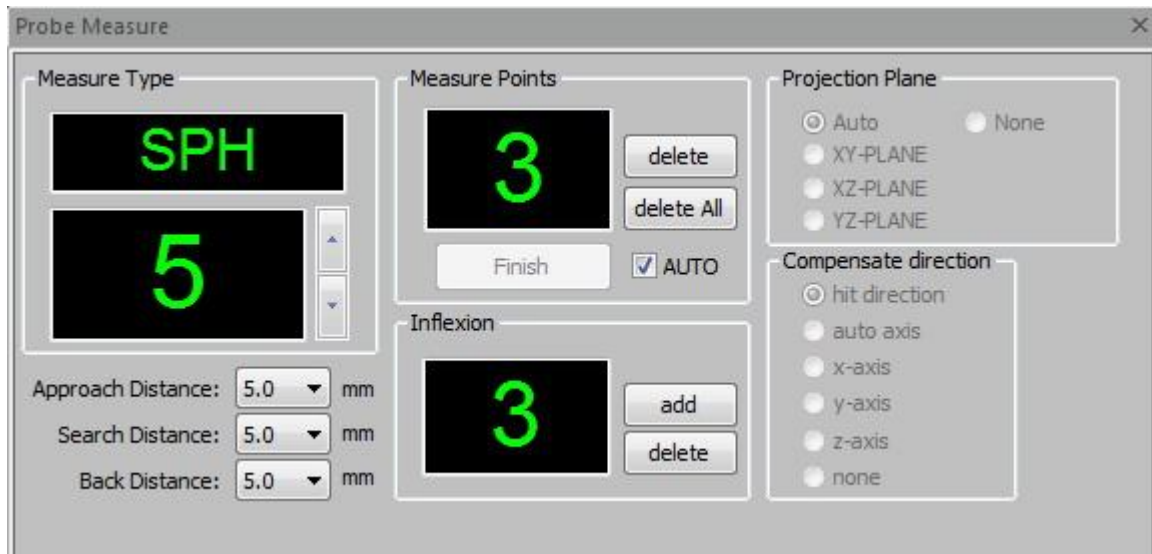 Probe Measure
Measure Type
SPH
5
Approach Distance: 5.0 mm
Search Distance: 5.0 mm
Back Distance: 5.0 mm
Measure Points
3
delete
delete All
Finish
AUTO
Inflexion
3
add
delete
Projection Plane
Auto None
XY-PLANE
XZ-PLANE
YZ-PLANE
Compensate direction
hit direction
auto axis
x-axis
y-axis
z-axis
none